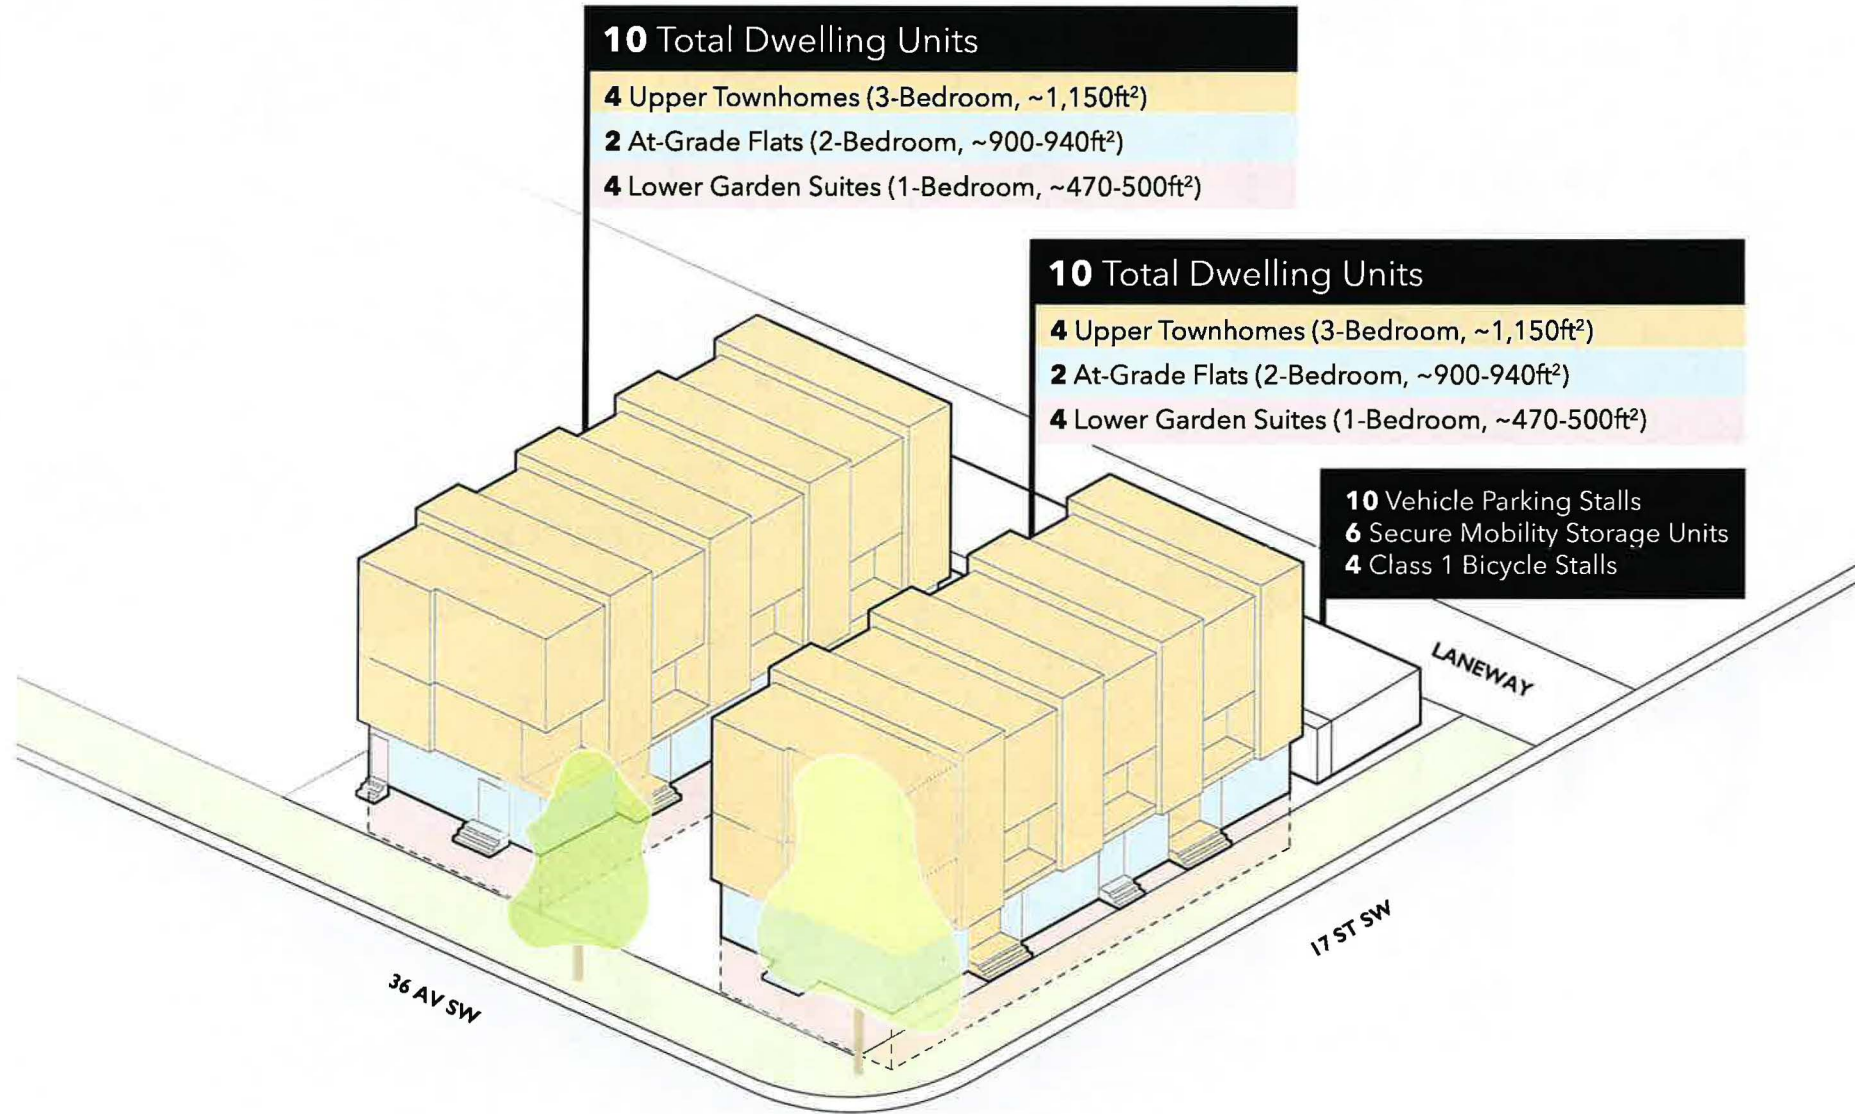 10 Total Dwelling Units
4 Upper Townhomes (3-Bedroom, ~1,150ft²)
2 At-Grade Flats (2-Bedroom, ~900-940ft²)
4 Lower Garden Suites (1-Bedroom, ~470-500ft²)
10 Total Dwelling Units
4 Upper Townhomes (3-Bedroom, ~1,150ft²)
2 At-Grade Flats (2-Bedroom, ~900-940ft²)
4 Lower Garden Suites (1-Bedroom, ~470-500ft²)
10 Vehicle Parking Stalls
6 Secure Mobility Storage Units
4 Class 1 Bicycle Stalls
LANEWAY
17 ST SW
36 AV SW